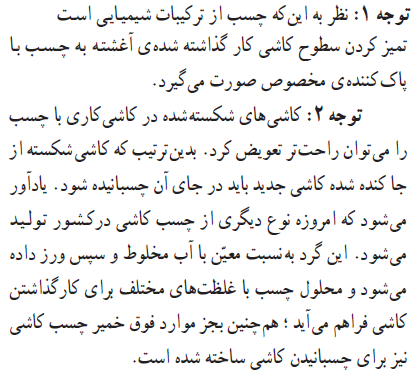 توجه ۱: نظر به این‌که چسب از ترکیبات شیمیایی است
تمیز کردن سطوح کاشی کار گذاشته شده‌ی آغشته به چسب با
پاک‌کننده‌ی مخصوص صورت می‌گیرد.
توجه ۲: کاشی‌های شکسته‌شده در کاشی‌کاری با چسب
را می‌توان راحت‌تر تعویض کرد. بدین‌ترتیب که کاشی شکسته از
جا کنده شده کاشی جدید باید در جای آن چسبانیده شود. یادآور
می‌شود که امروزه نوع دیگری از چسب کاشی درکشور تولید
می‌شود. این گرد به‌نسبت معیّن با آب مخلوط و سپس ورز داده
می‌شود و محلول چسب با غلظت‌های مختلف برای کارگذاشتن
کاشی فراهم می‌آید ؛ هم‌چنین بجز موارد فوق خمیر چسب کاشی
نیز برای چسبانیدن کاشی ساخته شده است.